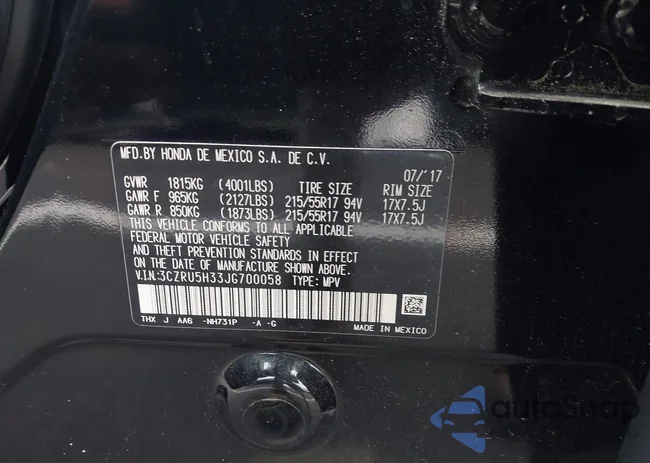 MFD.BY HONDA DE MEXICO S.A. DE C.V.
07/'17
GVWR 1815KG (4001LBS) TIRE SIZE RIM SIZE
GAWR F 965KG (2127LBS) 215/55R17 94V 17X7.5J
GAWR R 850KG (1873LBS) 215/55R17 94V 17X7.5J
THIS VEHICLE CONFORMS TO ALL APPLICABLE
FEDERAL MOTOR VEHICLE SAFETY
AND THEFT PREVENTION STANDARDS IN EFFECT
ON THE DATE OF MANUFACTURE SHOWN ABOVE.
V.I.N:3CZRU5H33JG700058 TYPE: MPV
THX J AAG -NH731P -A -G MADE IN MEXICO
autoSnap